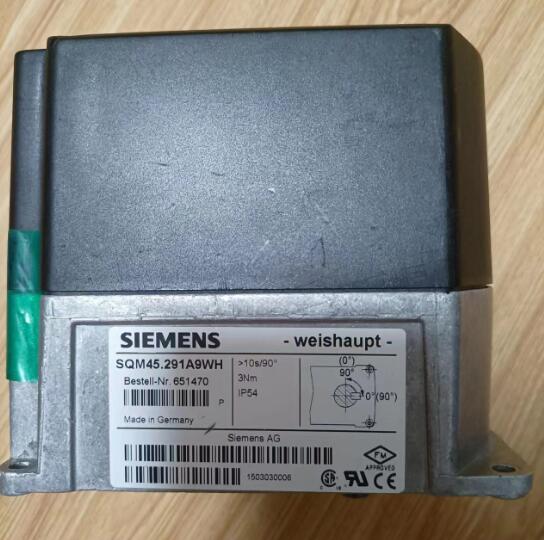 SIEMENS
- weishaupt -
SQM45.291A9WH
Bestell-Nr. 651470
P
Made in Germany
>10s/90°
3Nm
IP54
(0°)
90°
0°(90°)
Siemens AG
1503030006
FM
APPROVED